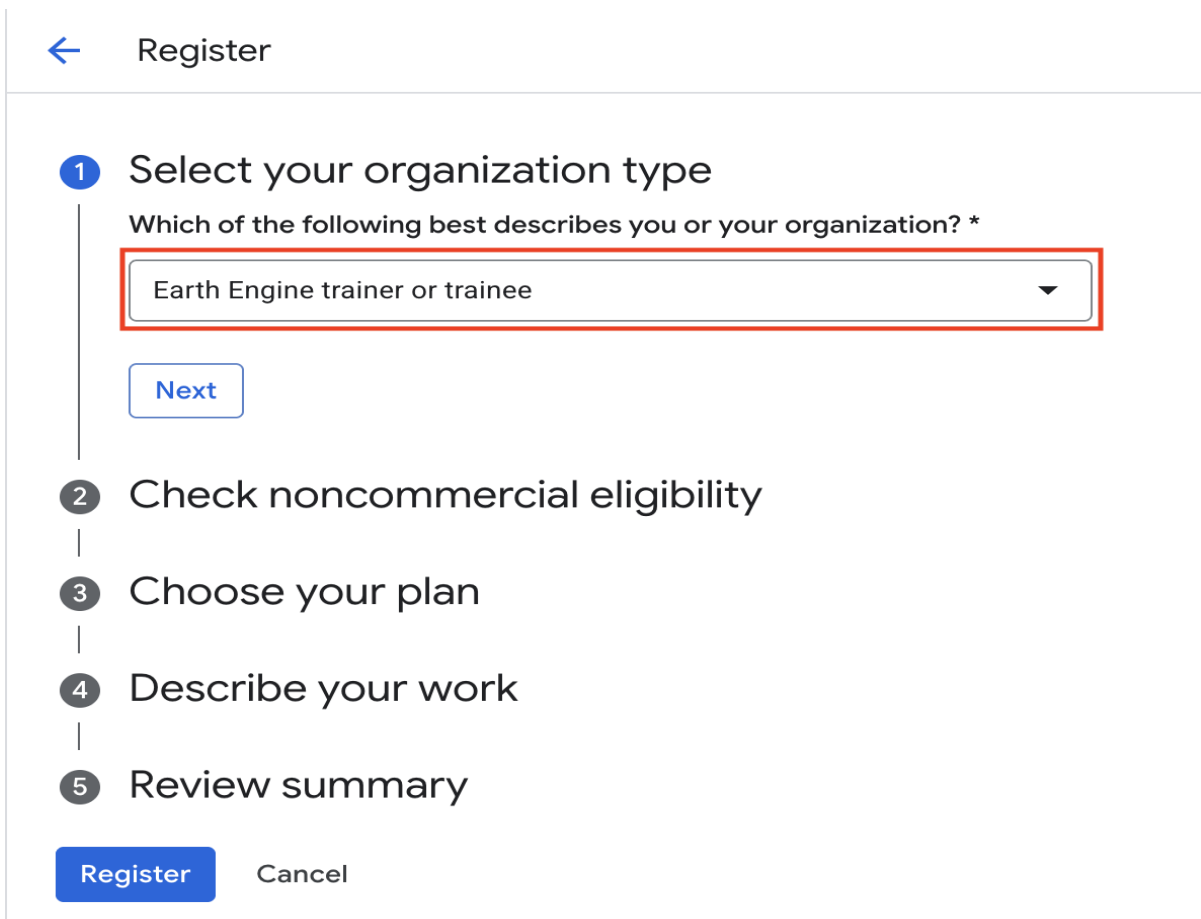 Register
1 Select your organization type
Which of the following best describes you or your organization? *
Earth Engine trainer or trainee
Next
2 Check noncommercial eligibility
3 Choose your plan
4 Describe your work
5 Review summary
Register Cancel